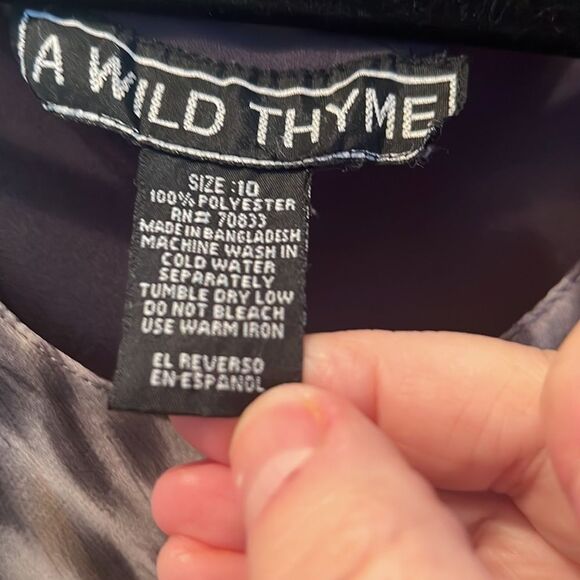 A WILD THYME
SIZE :10
100% POLYESTER
RN# 70833
MADE IN BANGLADESH
MACHINE WASH IN
COLD WATER
SEPARATELY
TUMBLE DRY LOW
DO NOT BLEACH
USE WARM IRON
EL REVERSO
EN-ESPANOL